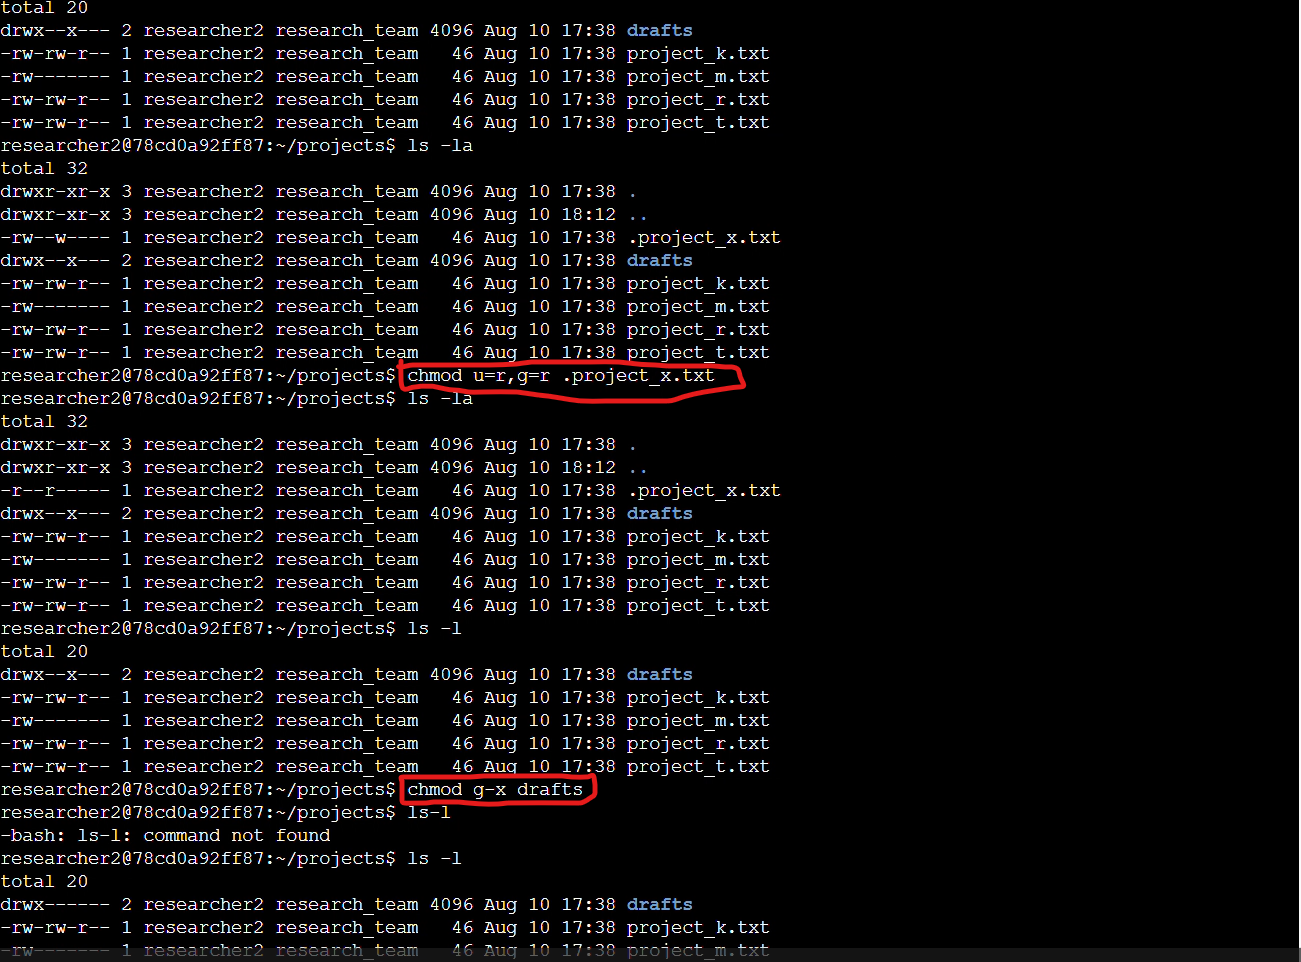 total 20
drwx--x--- 2 researcher2 research_team 4096 Aug 10 17:38 drafts
-rw-rw-r-- 1 researcher2 research_team   46 Aug 10 17:38 project_k.txt
-rw------- 1 researcher2 research_team   46 Aug 10 17:38 project_m.txt
-rw-rw-r-- 1 researcher2 research_team   46 Aug 10 17:38 project_r.txt
-rw-rw-r-- 1 researcher2 research_team   46 Aug 10 17:38 project_t.txt
researcher2@78cd0a92ff87:~/projects$ ls -la
total 32
drwxr-xr-x 3 researcher2 research_team 4096 Aug 10 17:38 .
drwxr-xr-x 3 researcher2 research_team 4096 Aug 10 18:12 ..
-rw--w---- 1 researcher2 research_team   46 Aug 10 17:38 .project_x.txt
drwx--x--- 2 researcher2 research_team 4096 Aug 10 17:38 drafts
-rw-rw-r-- 1 researcher2 research_team   46 Aug 10 17:38 project_k.txt
-rw------- 1 researcher2 research_team   46 Aug 10 17:38 project_m.txt
-rw-rw-r-- 1 researcher2 research_team   46 Aug 10 17:38 project_r.txt
-rw-rw-r-- 1 researcher2 research_team   46 Aug 10 17:38 project_t.txt
researcher2@78cd0a92ff87:~/projects$ chmod u=r,g=r .project_x.txt
researcher2@78cd0a92ff87:~/projects$ ls -la
total 32
drwxr-xr-x 3 researcher2 research_team 4096 Aug 10 17:38 .
drwxr-xr-x 3 researcher2 research_team 4096 Aug 10 18:12 ..
-r--r----- 1 researcher2 research_team   46 Aug 10 17:38 .project_x.txt
drwx--x--- 2 researcher2 research_team 4096 Aug 10 17:38 drafts
-rw-rw-r-- 1 researcher2 research_team   46 Aug 10 17:38 project_k.txt
-rw------- 1 researcher2 research_team   46 Aug 10 17:38 project_m.txt
-rw-rw-r-- 1 researcher2 research_team   46 Aug 10 17:38 project_r.txt
-rw-rw-r-- 1 researcher2 research_team   46 Aug 10 17:38 project_t.txt
researcher2@78cd0a92ff87:~/projects$ ls -l
total 20
drwx--x--- 2 researcher2 research_team 4096 Aug 10 17:38 drafts
-rw-rw-r-- 1 researcher2 research_team   46 Aug 10 17:38 project_k.txt
-rw------- 1 researcher2 research_team   46 Aug 10 17:38 project_m.txt
-rw-rw-r-- 1 researcher2 research_team   46 Aug 10 17:38 project_r.txt
-rw-rw-r-- 1 researcher2 research_team   46 Aug 10 17:38 project_t.txt
researcher2@78cd0a92ff87:~/projects$ chmod g-x drafts
researcher2@78cd0a92ff87:~/projects$ ls-l
-bash: ls-l: command not found
researcher2@78cd0a92ff87:~/projects$ ls -l
total 20
drwx------ 2 researcher2 research_team 4096 Aug 10 17:38 drafts
-rw-rw-r-- 1 researcher2 research_team   46 Aug 10 17:38 project_k.txt
-rw------- 1 researcher2 research_team   46 Aug 10 17:38 project_m.txt